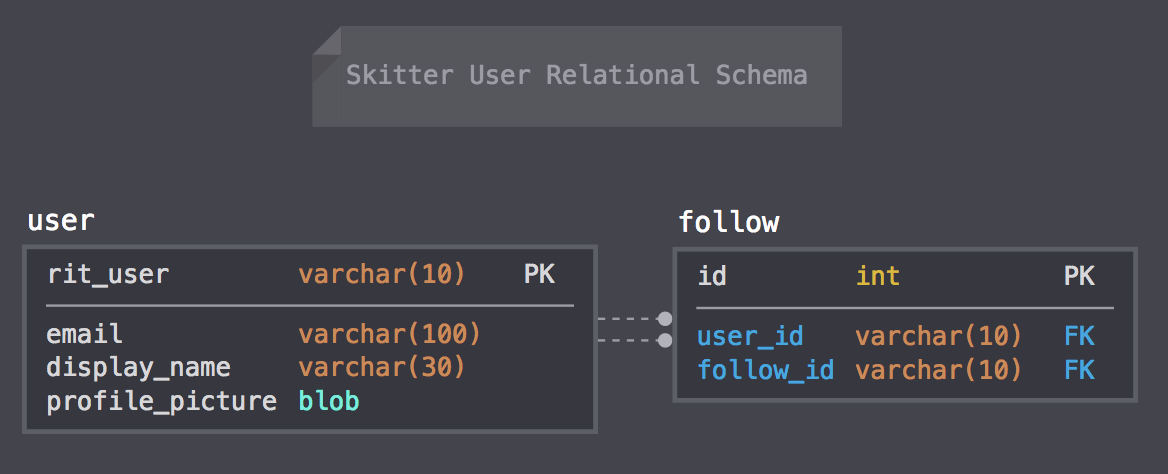 Skitter User Relational Schema
user
rit_user varchar(10) PK
email varchar(100)
display_name varchar(30)
profile_picture blob
follow
id int PK
user_id varchar(10) FK
follow_id varchar(10) FK